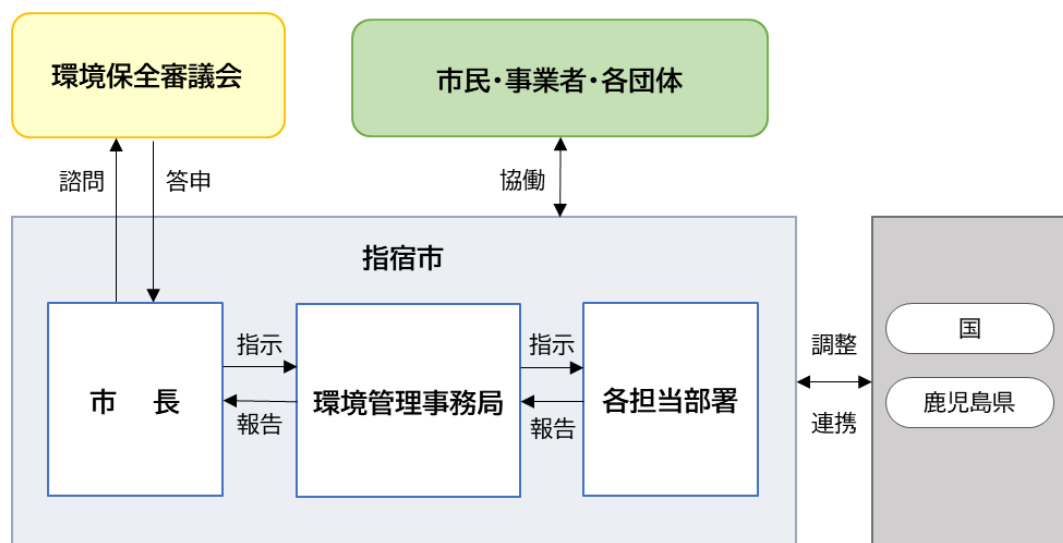 環境保全審議会
市民・事業者・各団体
諮問
答申
協働
指宿市
市　長
指示
報告
環境管理事務局
指示
報告
各担当部署
調整
連携
国
鹿児島県